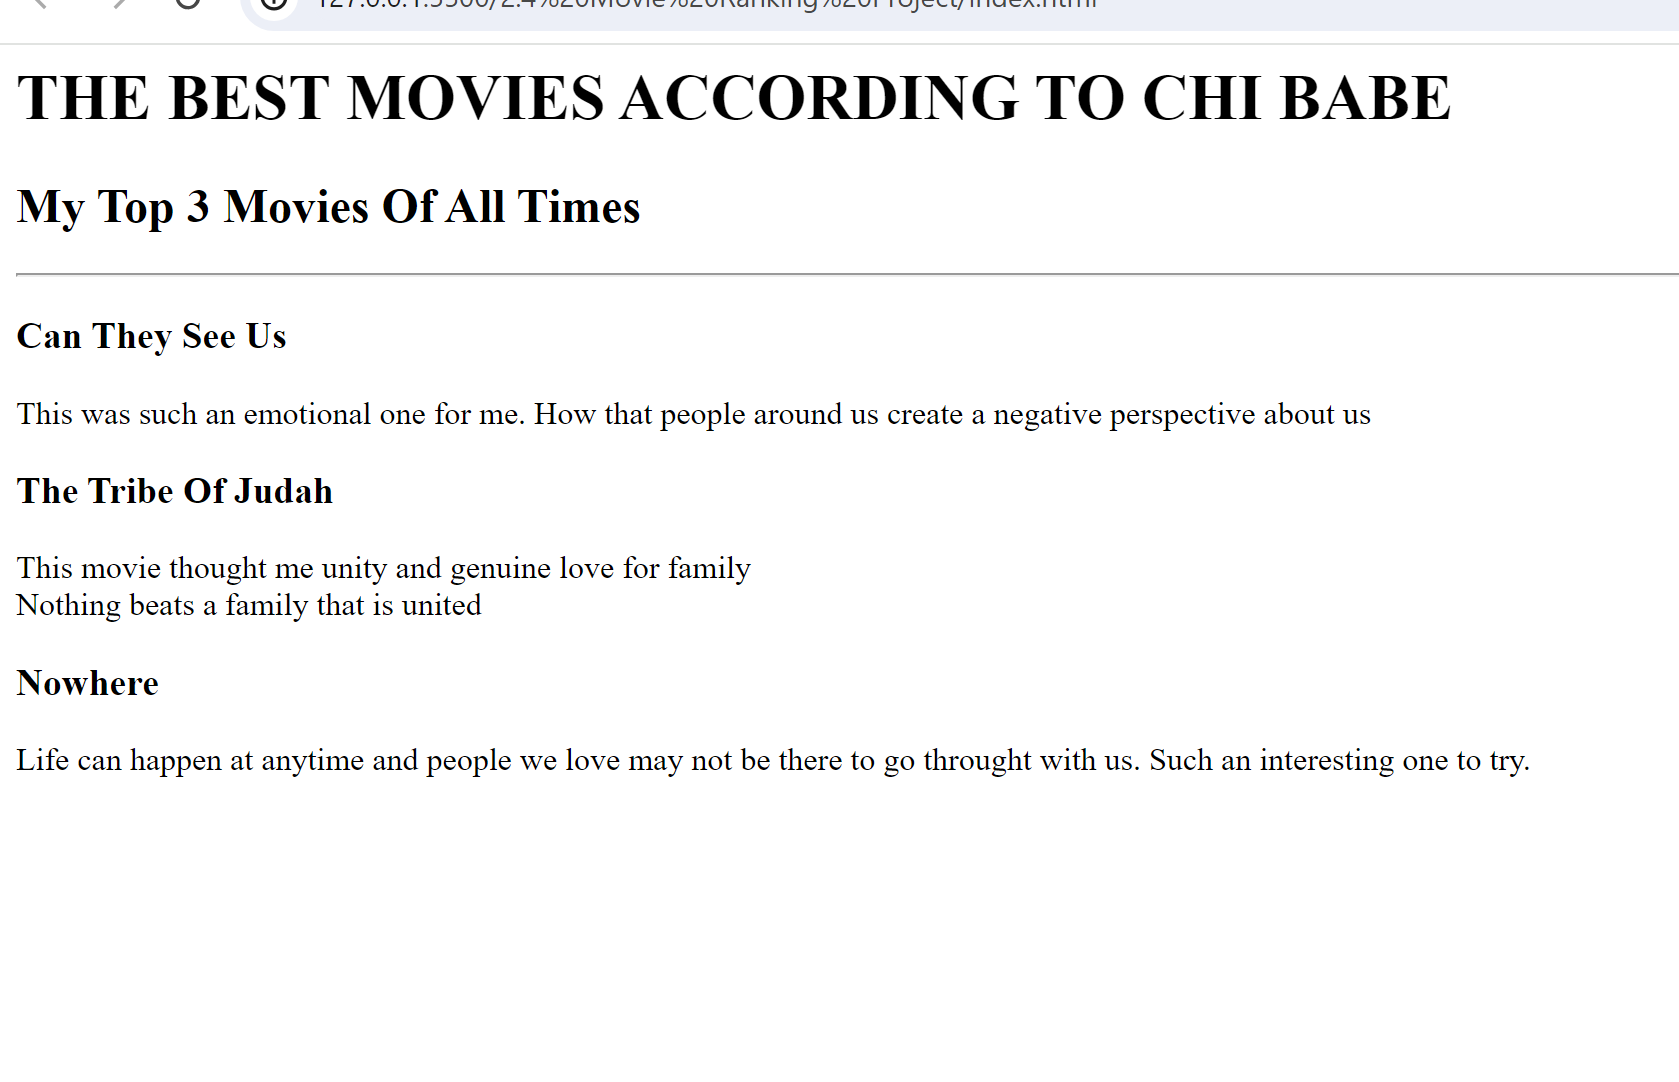 127.0.0.1:5500/2.4%20Movie%20Ranking%20Project/index.html
THE BEST MOVIES ACCORDING TO CHI BABE
My Top 3 Movies Of All Times
Can They See Us
This was such an emotional one for me. How that people around us create a negative perspective about us
The Tribe Of Judah
This movie thought me unity and genuine love for family
Nothing beats a family that is united
Nowhere
Life can happen at anytime and people we love may not be there to go throught with us. Such an interesting one to try.